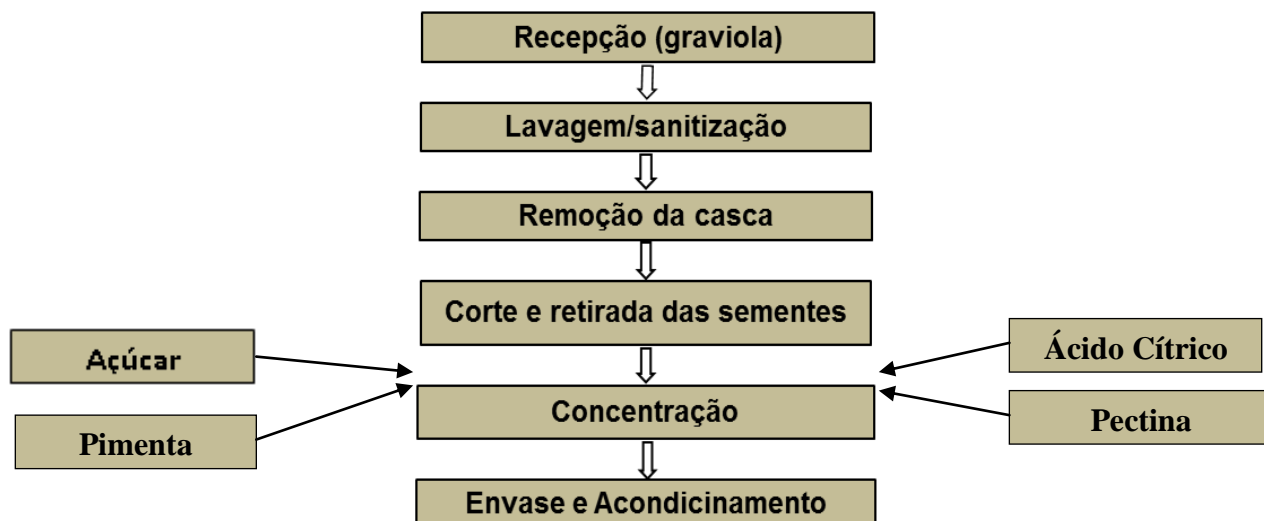 Recepção (graviola)
Lavagem/sanitização
Remoção da casca
Corte e retirada das sementes
Açúcar
Ácido Cítrico
Concentração
Pimenta
Pectina
Envase e Acondicinamento